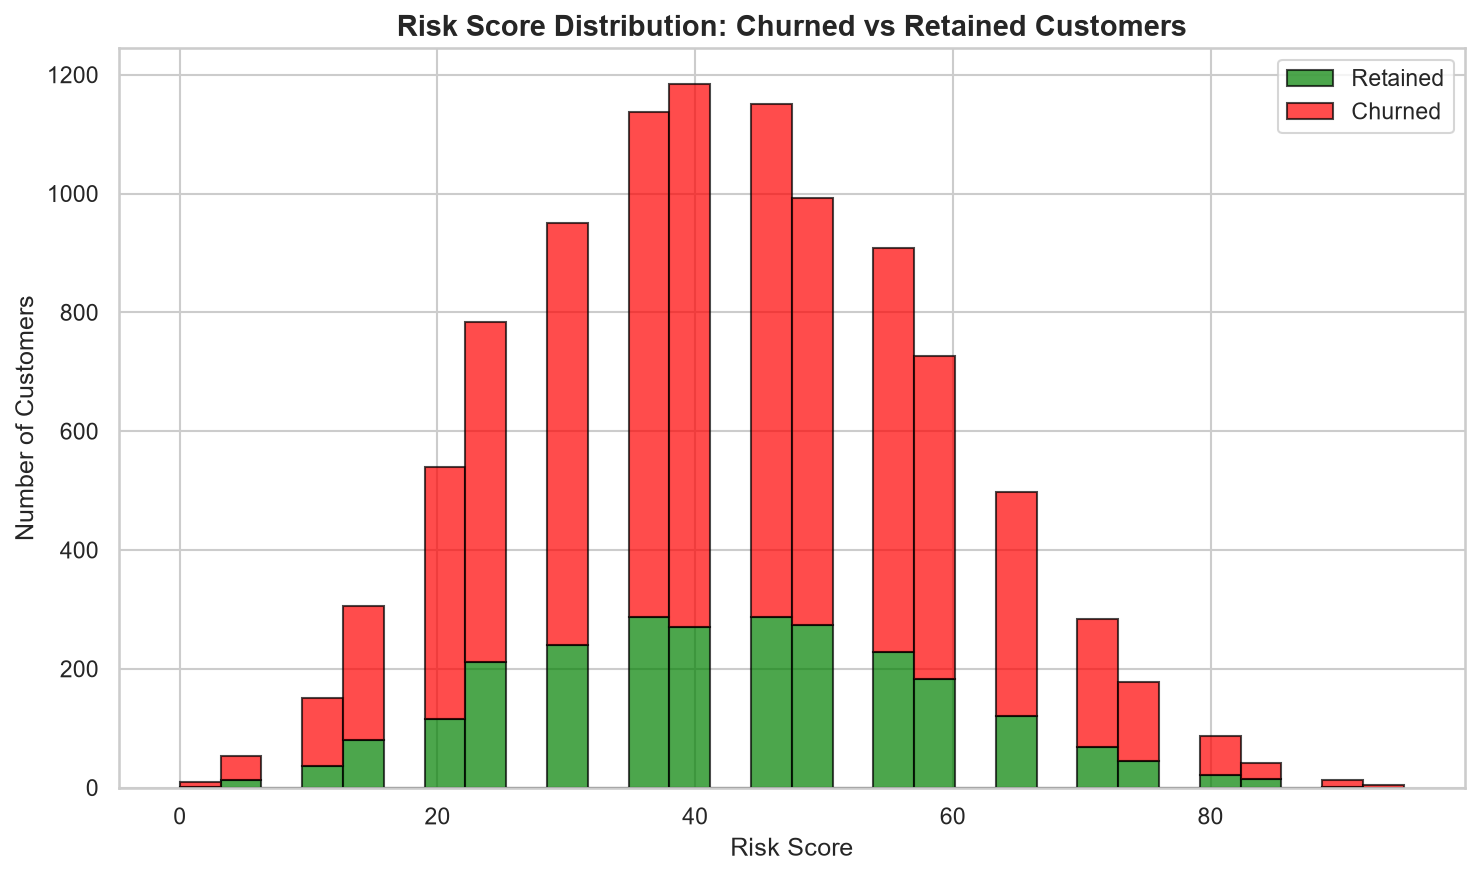 Risk Score Distribution: Churned vs Retained Customers
Retained
Churned
Number of Customers
1200
1000
800
600
400
200
0
0 20 40 60 80
Risk Score